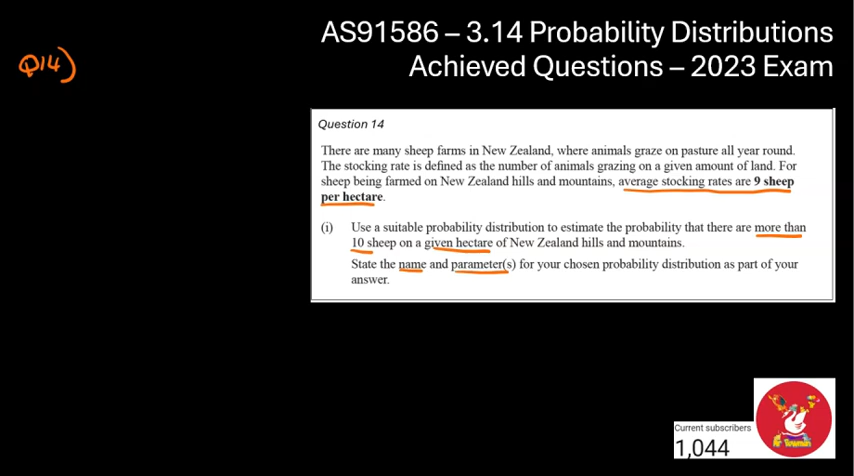 AS91586 – 3.14 Probability Distributions
Achieved Questions – 2023 Exam
Q14)
Question 14
There are many sheep farms in New Zealand, where animals graze on pasture all year round.
The stocking rate is defined as the number of animals grazing on a given amount of land. For
sheep being farmed on New Zealand hills and mountains, average stocking rates are 9 sheep
per hectare.
(i) Use a suitable probability distribution to estimate the probability that there are more than
10 sheep on a given hectare of New Zealand hills and mountains.
State the name and parameter(s) for your chosen probability distribution as part of your
answer.
Current subscribers
1,044
Mr Towman